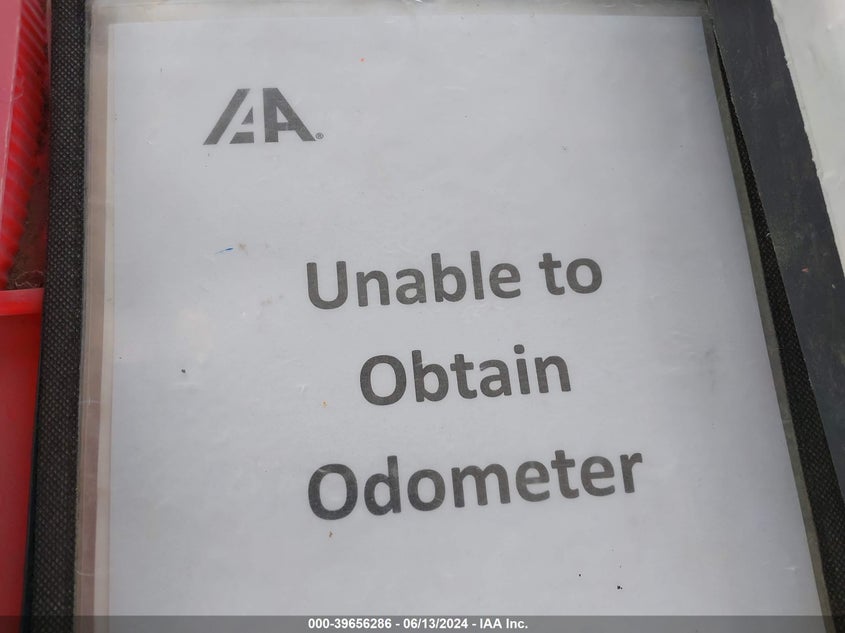 IAA®
Unable to
Obtain
Odometer
000-39656286 - 06/13/2024 - IAA Inc.